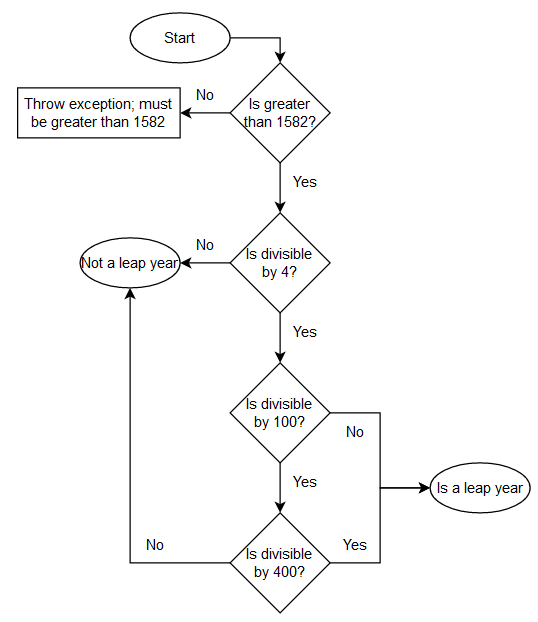 Start
No
Is greater
than 1582?
Throw exception; must
be greater than 1582
Yes
No
Is divisible
by 4?
Not a leap year
Yes
Is divisible
by 100?
No
Yes
Is a leap year
No
Is divisible
by 400?
Yes